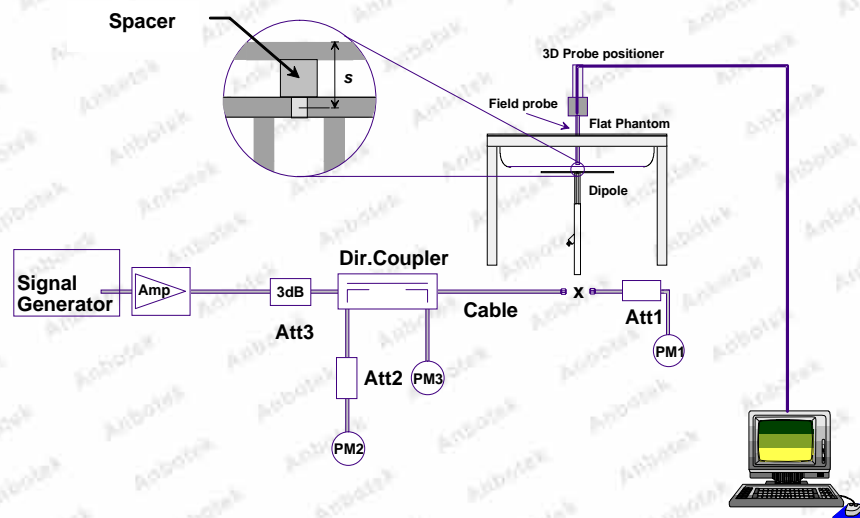 Spacer
s
3D Probe positioner
Field probe
Flat Phantom
Dipole
Signal
Generator
Amp
3dB
Att3
Dir.Coupler
Cable
x
Att1
PM1
Att2
PM3
PM2
Anbotek